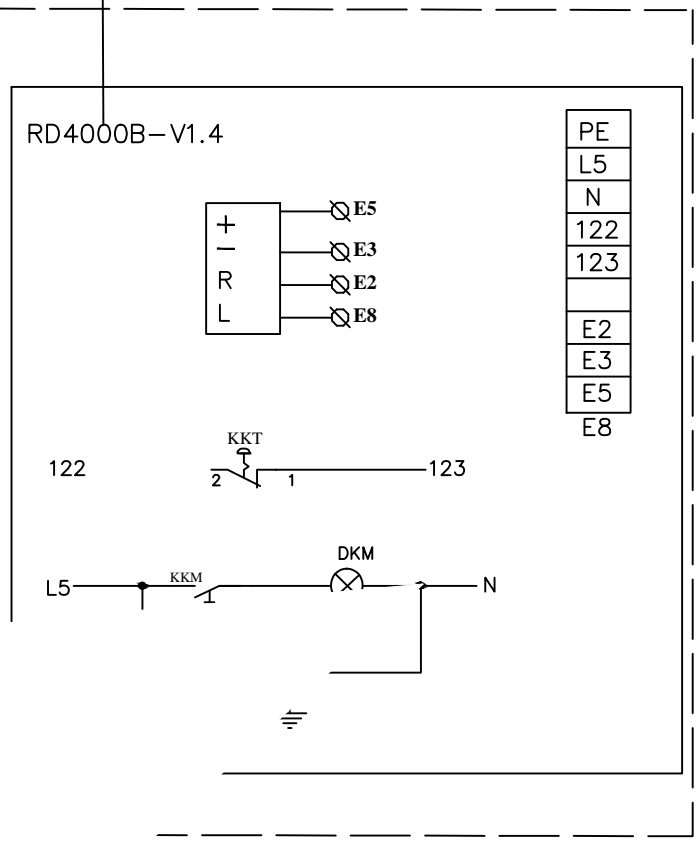 RD4000B-V1.4
PE
L5
N
122
123
E2
E3
E5
E8
+ E5
− E3
R E2
L E8
KKT
122 2 1 123
DKM
L5 KKM N